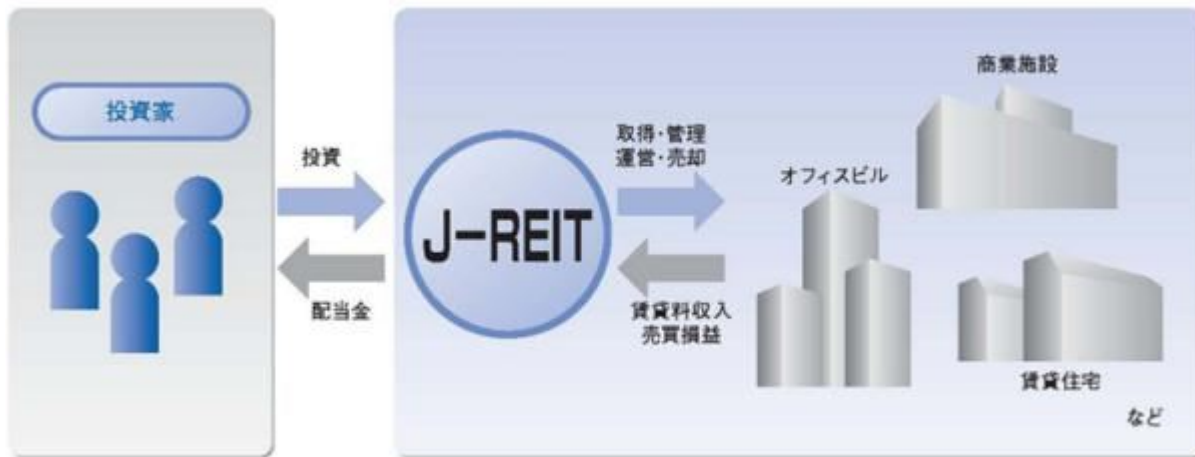 投資家
投資
配当金
J-REIT
取得・管理
運営・売却
賃貸料収入
売買損益
商業施設
オフィスビル
賃貸住宅
など